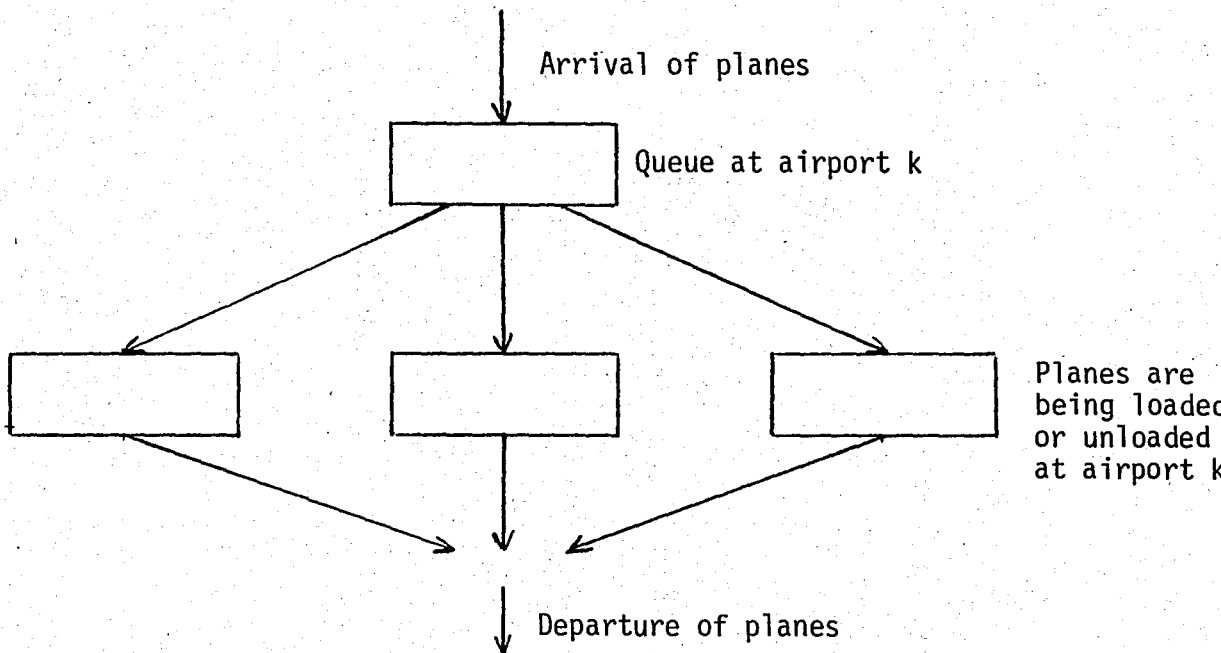 Arrival of planes
Queue at airport k
Planes are
being loaded
or unloaded
at airport k
Departure of planes